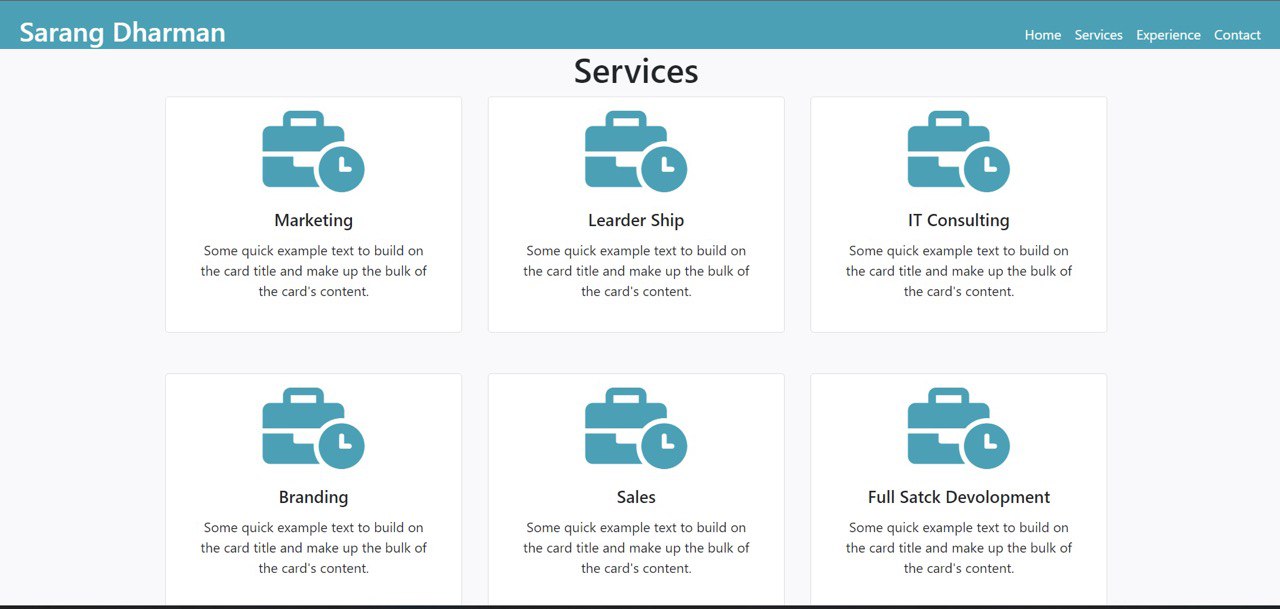 Sarang Dharman
Home Services Experience Contact
Services
Marketing
Some quick example text to build on
the card title and make up the bulk of
the card's content.
Learder Ship
Some quick example text to build on
the card title and make up the bulk of
the card's content.
IT Consulting
Some quick example text to build on
the card title and make up the bulk of
the card's content.
Branding
Some quick example text to build on
the card title and make up the bulk of
the card's content.
Sales
Some quick example text to build on
the card title and make up the bulk of
the card's content.
Full Satck Devolopment
Some quick example text to build on
the card title and make up the bulk of
the card's content.